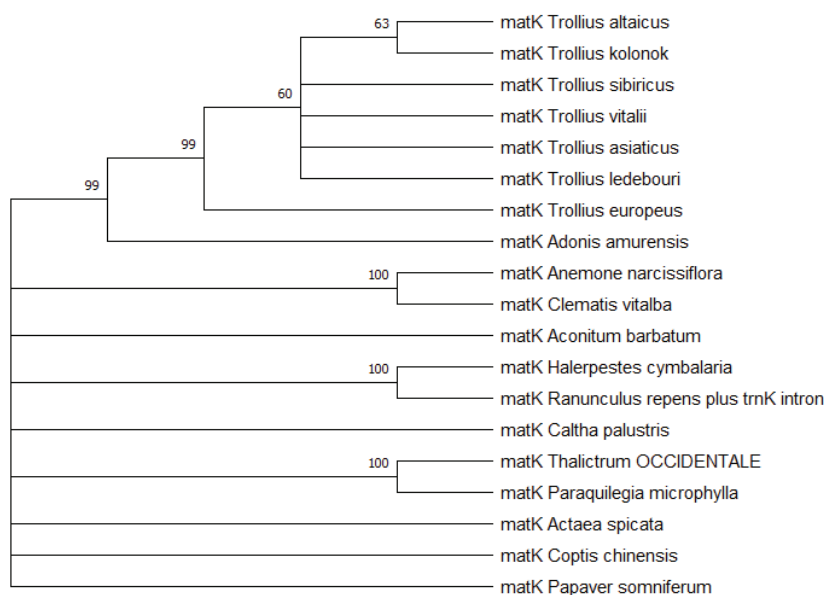 63
matK Trollius altaicus
matK Trollius kolonok
60
matK Trollius sibiricus
matK Trollius vitalii
99
matK Trollius asiaticus
99
matK Trollius ledebouri
matK Trollius europeus
matK Adonis amurensis
100
matK Anemone narcissiflora
matK Clematis vitalba
matK Aconitum barbatum
100
matK Halerpestes cymbalaria
matK Ranunculus repens plus trnK intron
matK Caltha palustris
100
matK Thalictrum OCCIDENTALE
matK Paraquilegia microphylla
matK Actaea spicata
matK Coptis chinensis
matK Papaver somniferum